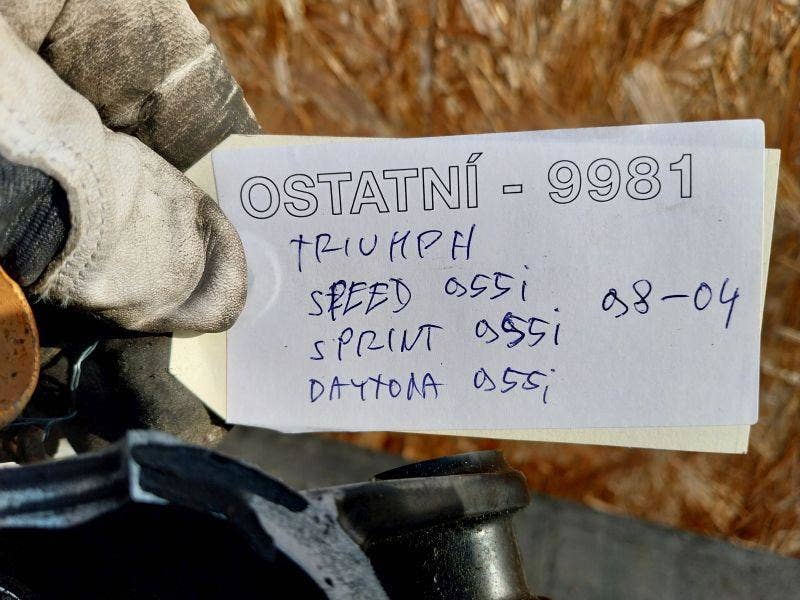 OSTATNÍ - 9981
TRIUMPH
SPEED 955i 98-04
SPRINT 955i
DAYTONA 955i